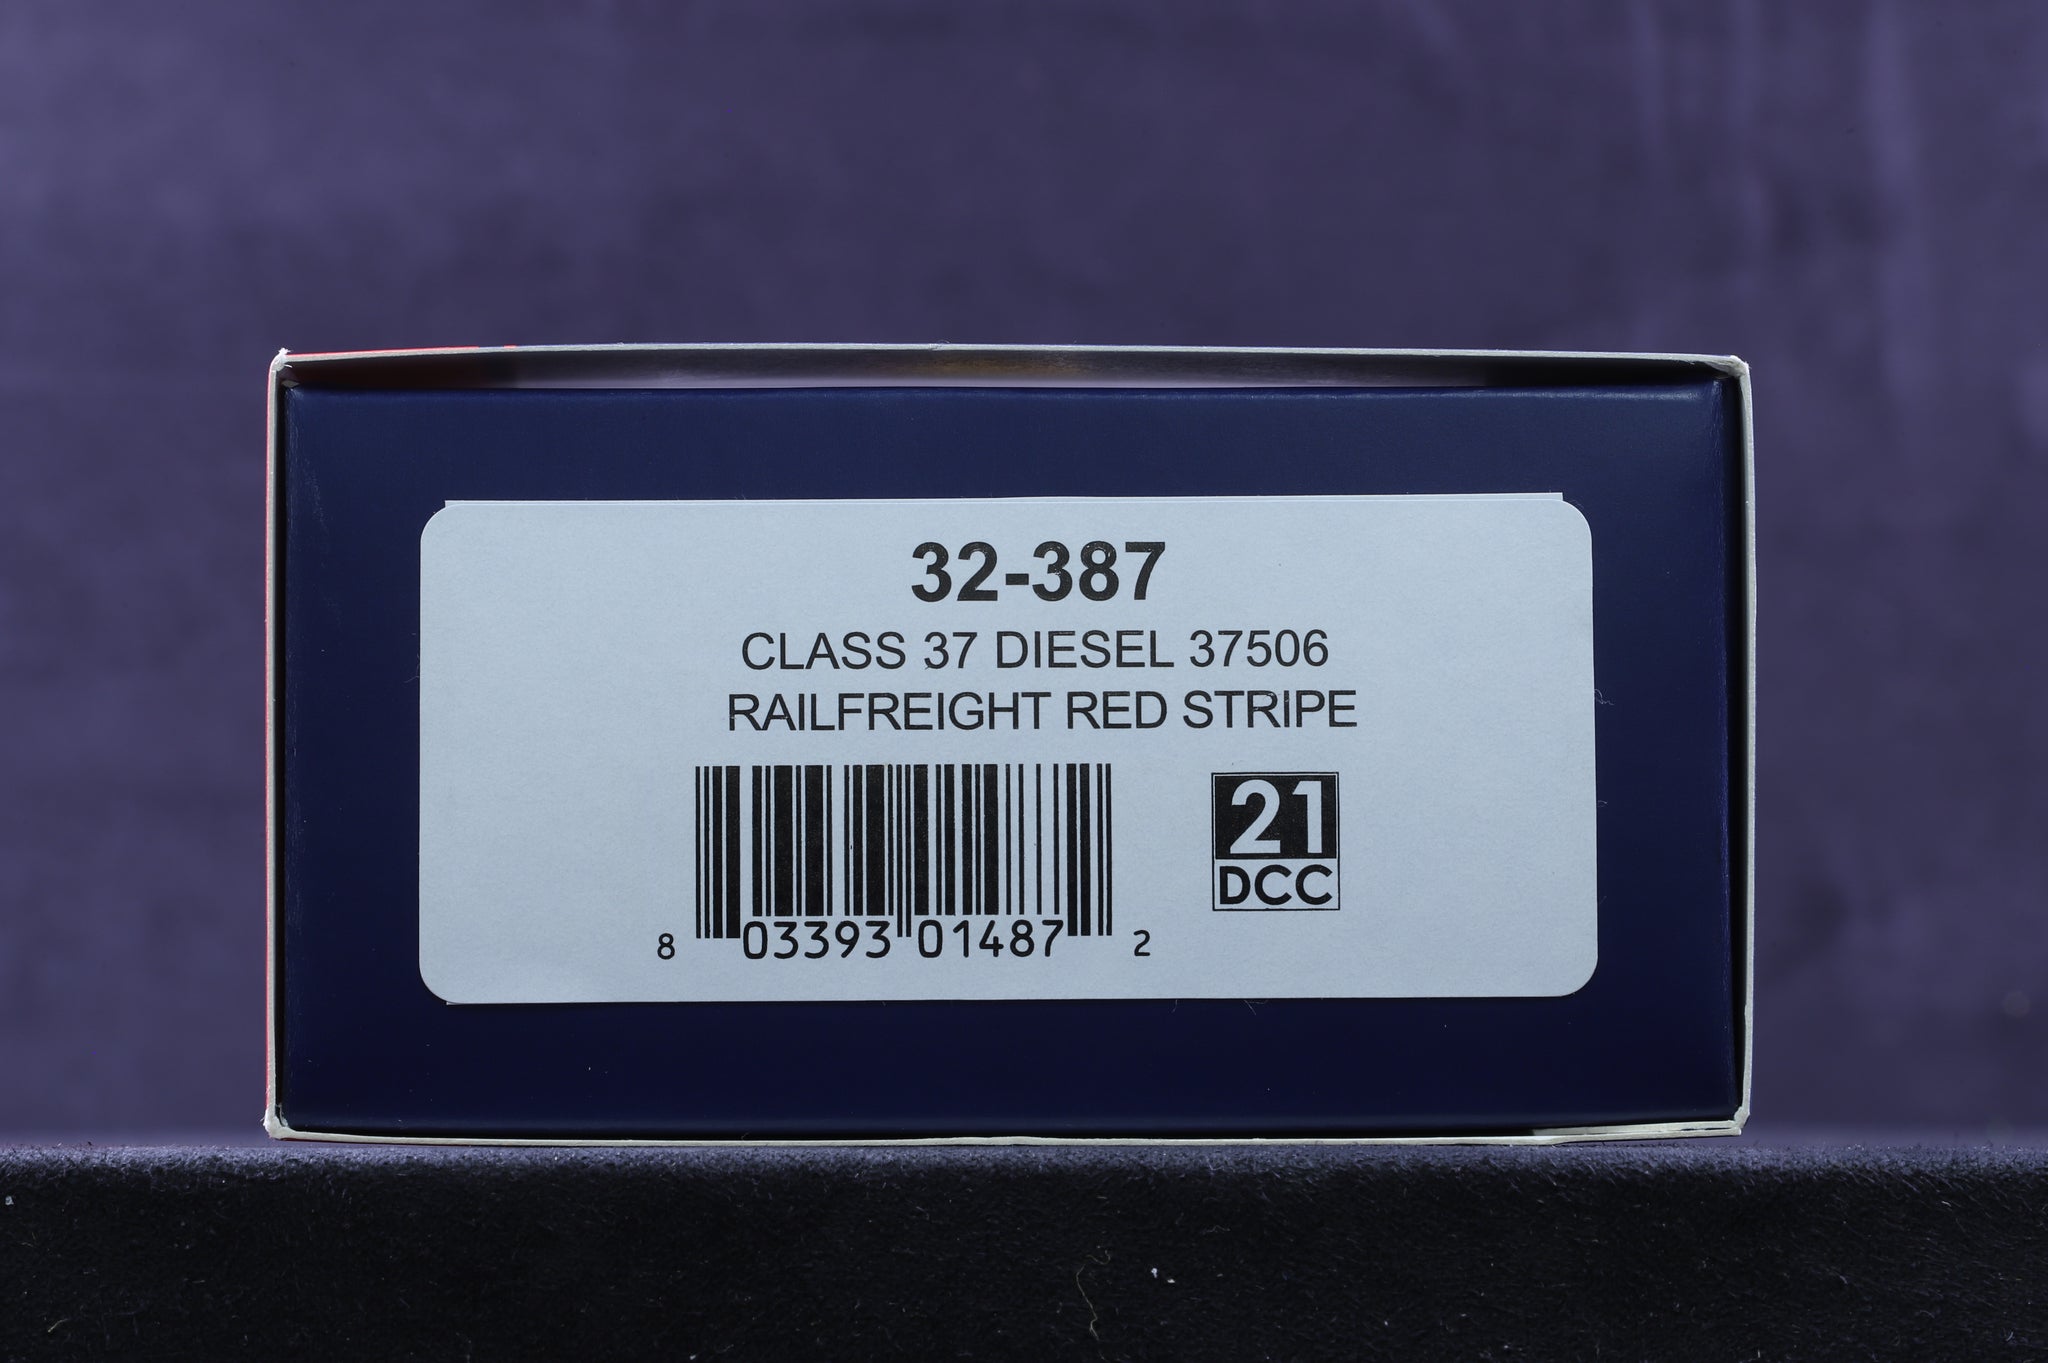 32-387
CLASS 37 DIESEL 37506
RAILFREIGHT RED STRIPE
21
DCC
8 03393 01487 2